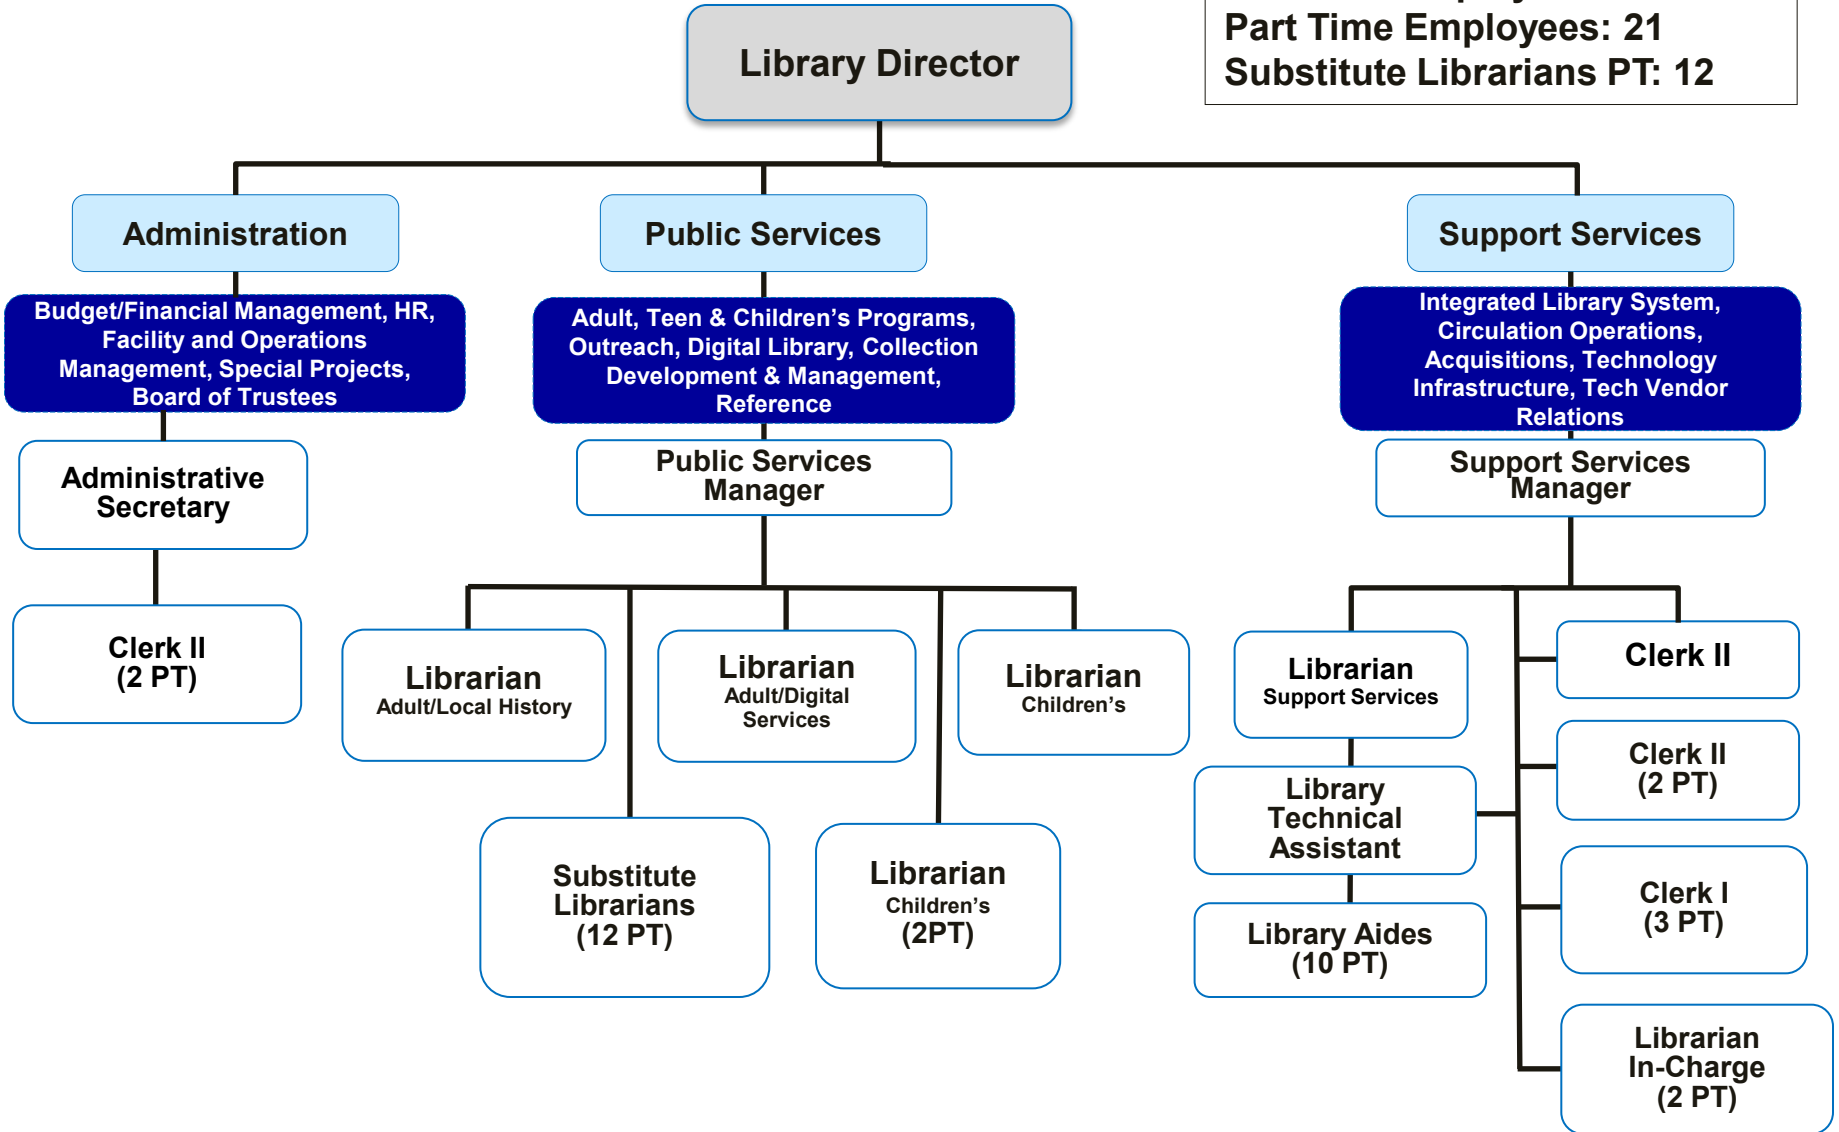 Library Director
Part Time Employees: 21
Substitute Librarians PT: 12
Administration
Public Services
Support Services
Budget/Financial Management, HR,
Facility and Operations
Management, Special Projects,
Board of Trustees
Adult, Teen & Children’s Programs,
Outreach, Digital Library, Collection
Development & Management,
Reference
Integrated Library System,
Circulation Operations,
Acquisitions, Technology
Infrastructure, Tech Vendor
Relations
Administrative
Secretary
Public Services
Manager
Support Services
Manager
Clerk II
(2 PT)
Librarian
Adult/Local History
Librarian
Adult/Digital
Services
Librarian
Children’s
Substitute
Librarians
(12 PT)
Librarian
Children’s
(2PT)
Librarian
Support Services
Library
Technical
Assistant
Library Aides
(10 PT)
Clerk II
Clerk II
(2 PT)
Clerk I
(3 PT)
Librarian
In-Charge
(2 PT)